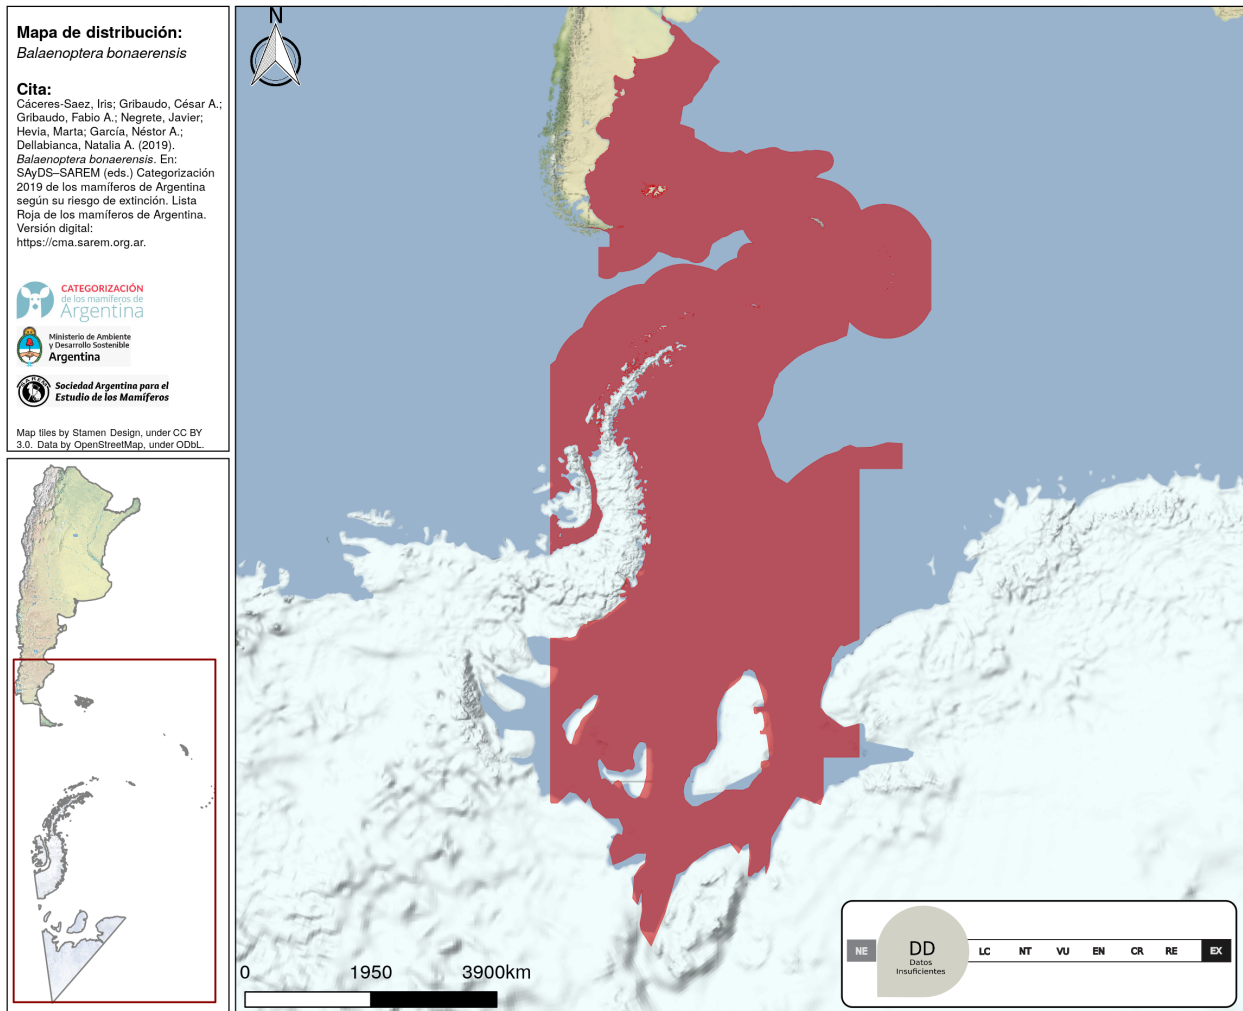 Mapa de distribución:
Balaenoptera bonaerensis
Cita:
Cáceres-Saez, Iris; Gribaudo, César A.;
Gribaudo, Fabio A.; Negrete, Javier;
Hevia, Marta; García, Néstor A.;
Dellabianca, Natalia A. (2019).
Balaenoptera bonaerensis. En:
SAyDS–SAREM (eds.) Categorización
2019 de los mamíferos de Argentina
según su riesgo de extinción. Lista
Roja de los mamíferos de Argentina.
Versión digital:
https://cma.sarem.org.ar.
CATEGORIZACIÓN
de los mamíferos de
Argentina
Ministerio de Ambiente
y Desarrollo Sostenible
Argentina
SAREM
Sociedad Argentina para el
Estudio de los Mamíferos
Map tiles by Stamen Design, under CC BY
3.0. Data by OpenStreetMap, under ODbL.
N
0 1950 3900km
NE DD LC NT VU EN CR RE EX
Datos
Insuficientes